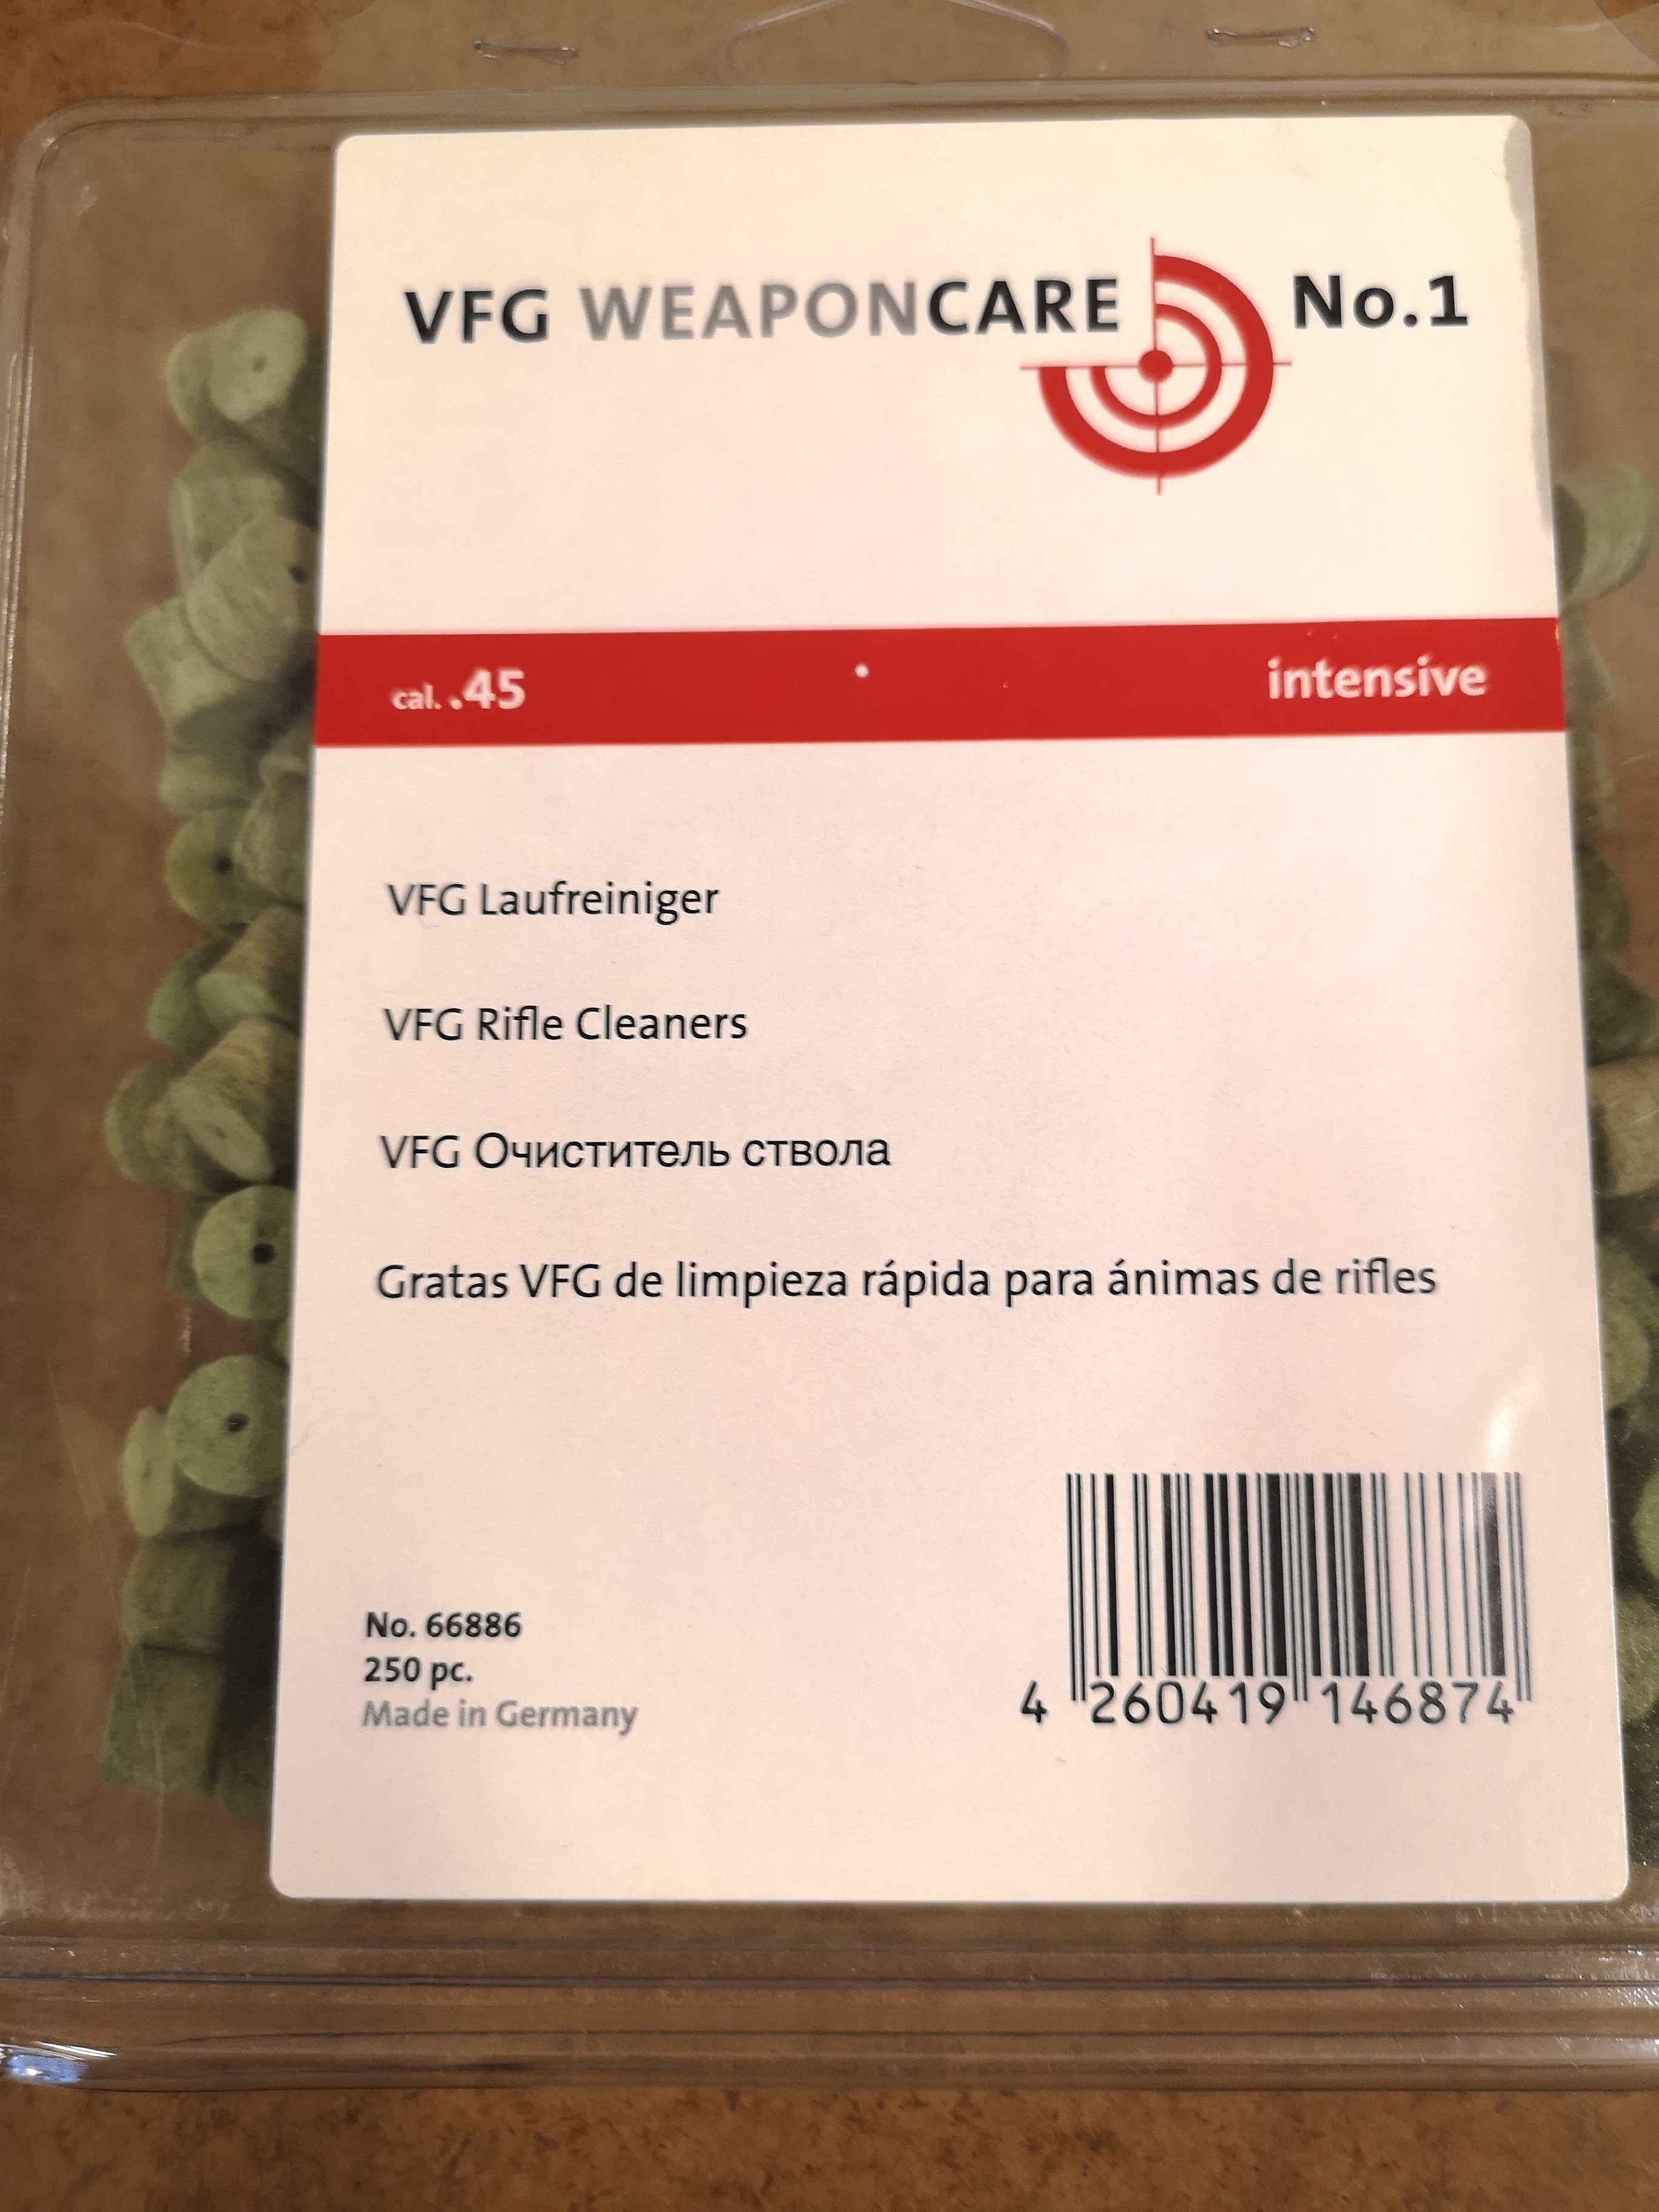 VFG WEAPONCARE No.1
cal. .45 intensive
VFG Laufreiniger
VFG Rifle Cleaners
VFG Очиститель ствола
Gratas VFG de limpieza rápida para ánimas de rifles
No. 66886
250 pc.
Made in Germany
4 260419 146874